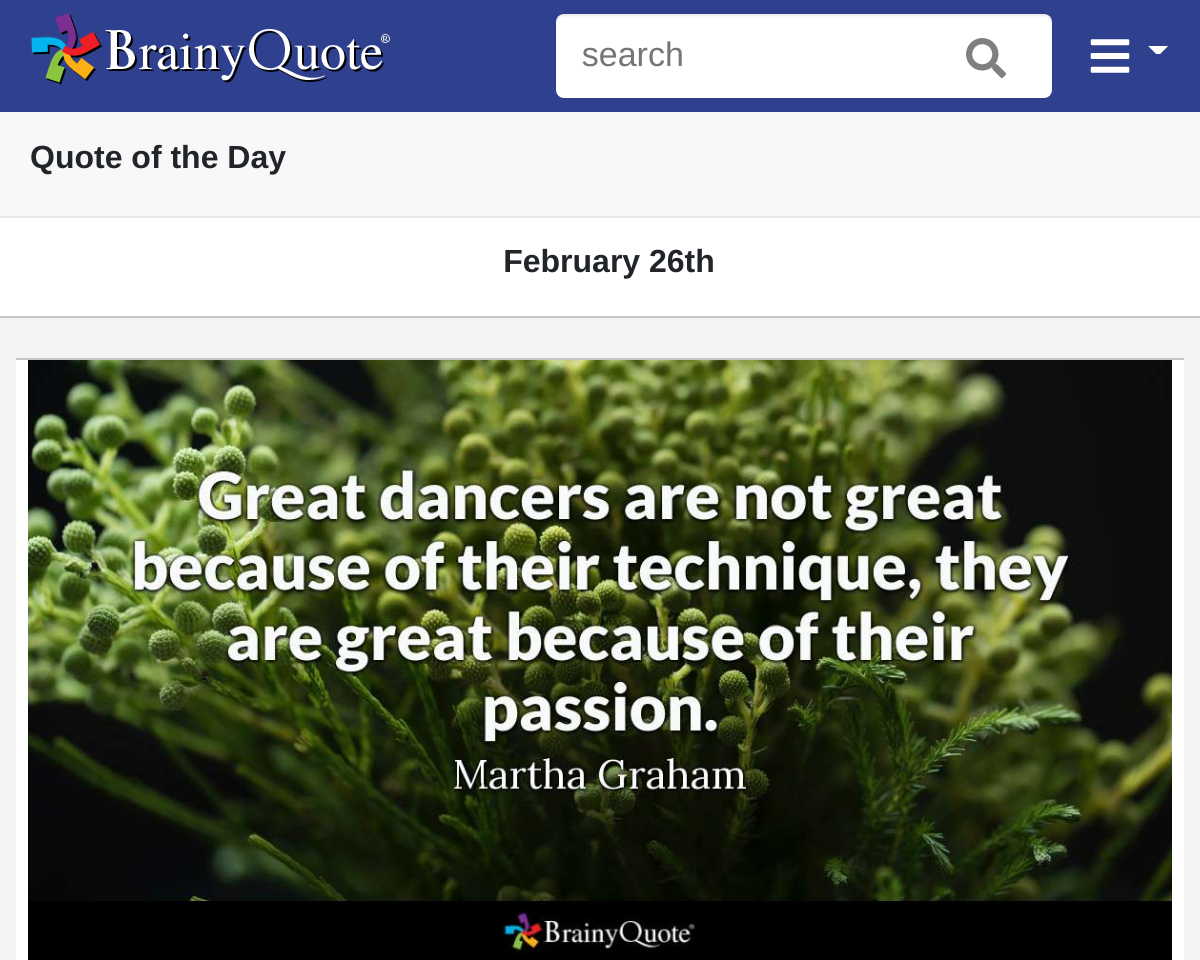 BrainyQuote®
search
Quote of the Day
February 26th
Great dancers are not great
because of their technique, they
are great because of their
passion.
Martha Graham
BrainyQuote®